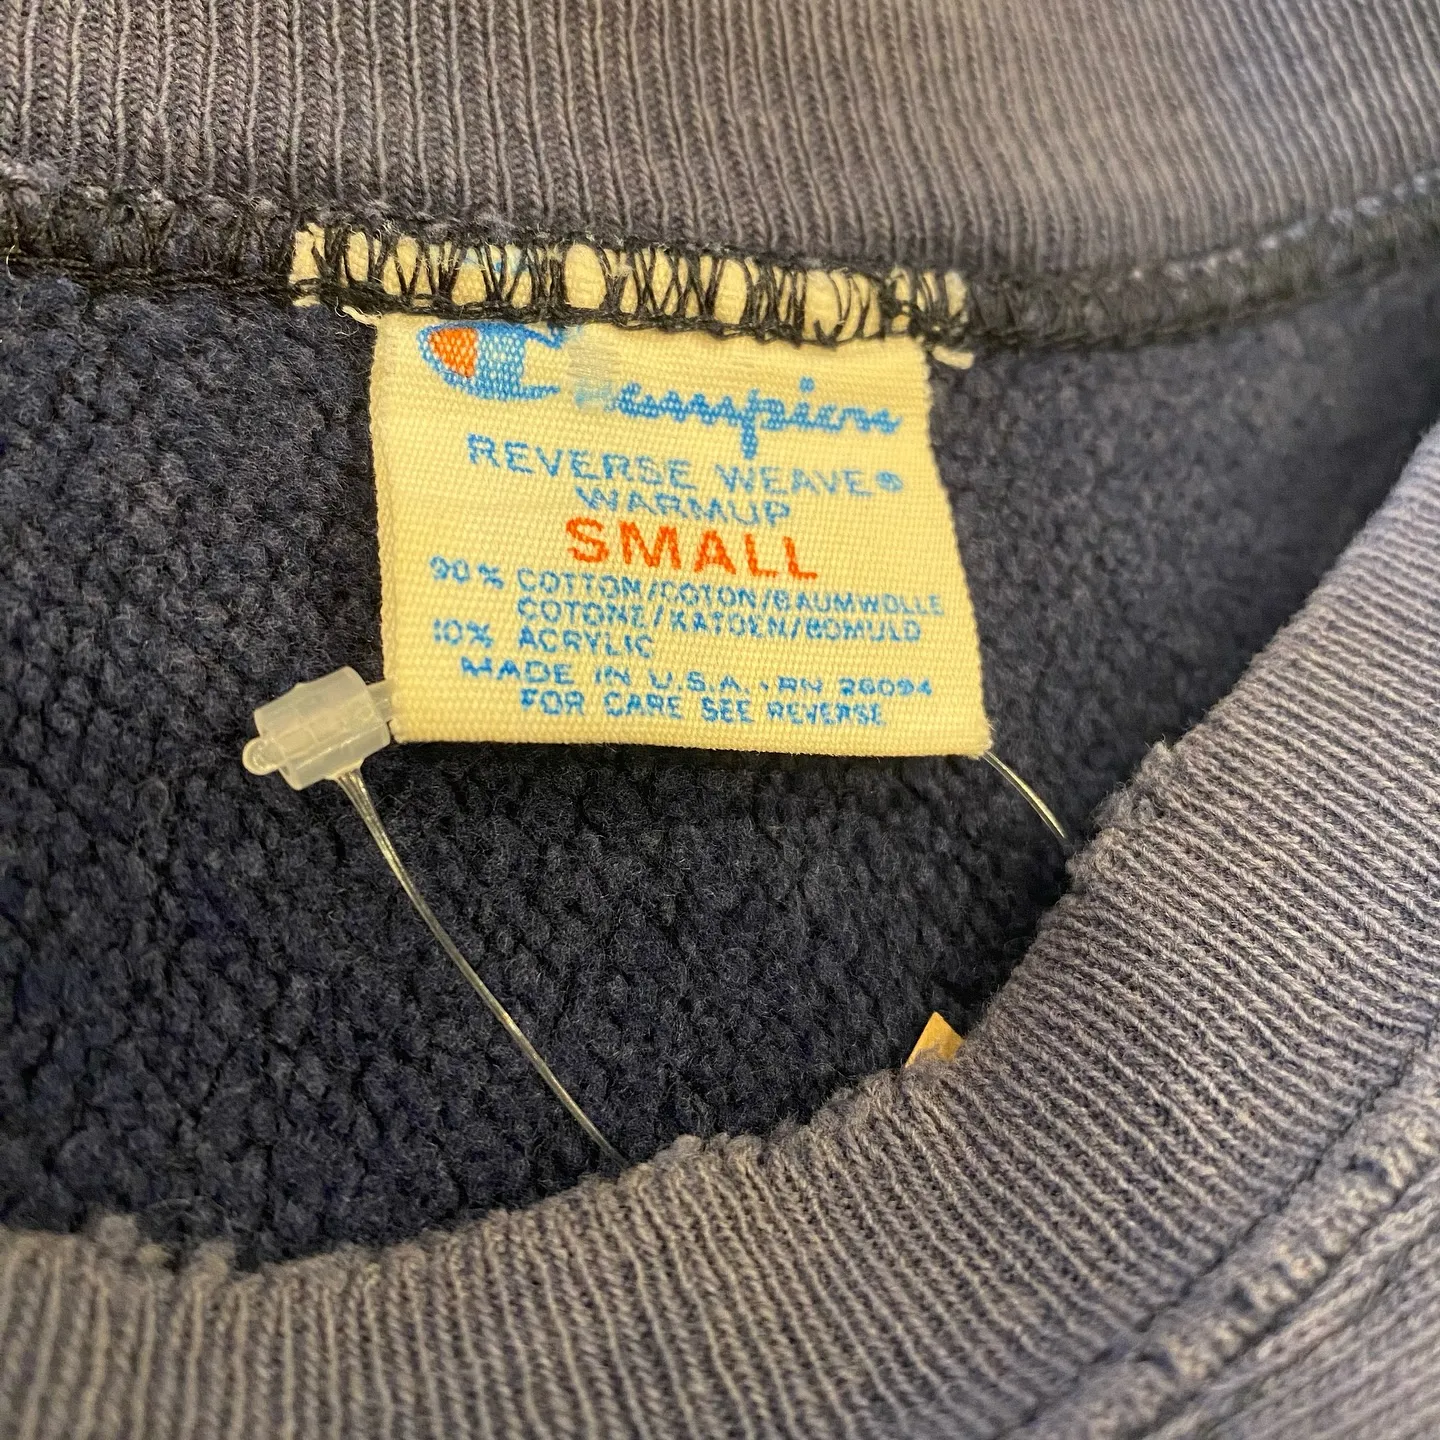 Champion
REVERSE WEAVE®
WARMUP
SMALL
90% COTTON/COTON/BAUMWOLLE
COTONE/KATOEN/BOMULD
10% ACRYLIC
MADE IN U.S.A. · RN 26094
FOR CARE SEE REVERSE